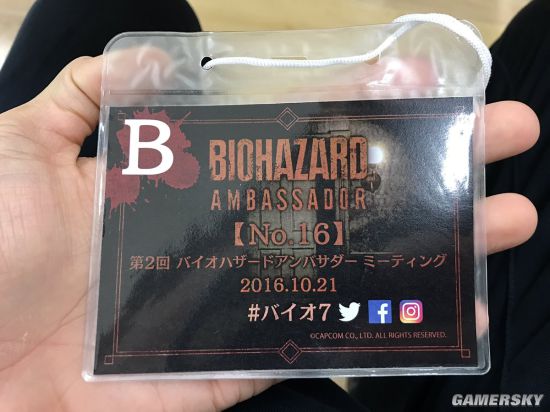 B
BIOHAZARD
AMBASSADOR
【No.16】
第2回 バイオハザードアンバサダー ミーティング
2016.10.21
#バイオ7
©CAPCOM CO., LTD. ALL RIGHTS RESERVED.
GAMERSKY